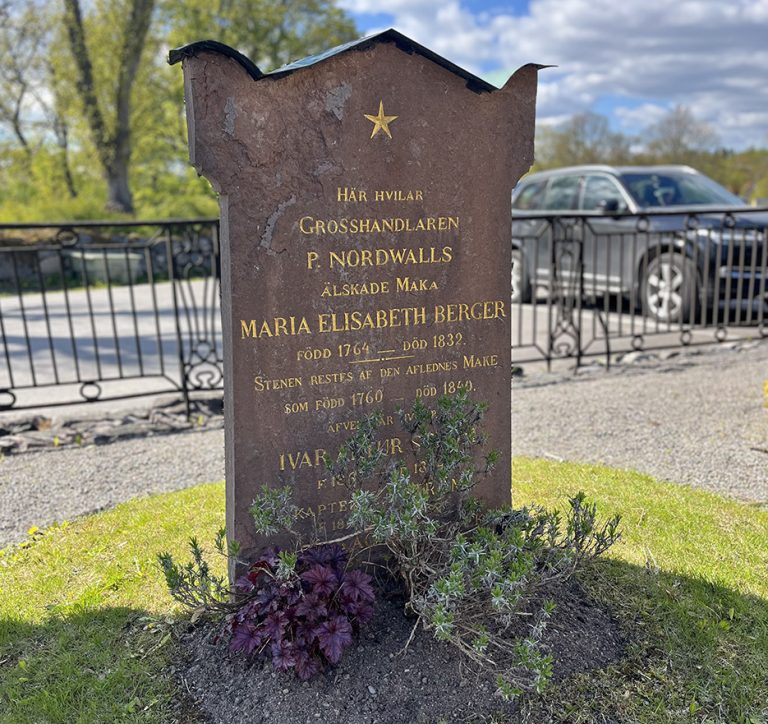 HÄR HVILAR
GROSSHANDLAREN
P. NORDWALLS
ÄLSKADE MAKA
MARIA ELISABETH BERGER
FÖDD 1764 — DÖD 1832.
STENEN RESTES AF DEN AFLEDNES MAKE
SOM FÖDD 1760 — DÖD 1840.
IVAR
KAPTEN